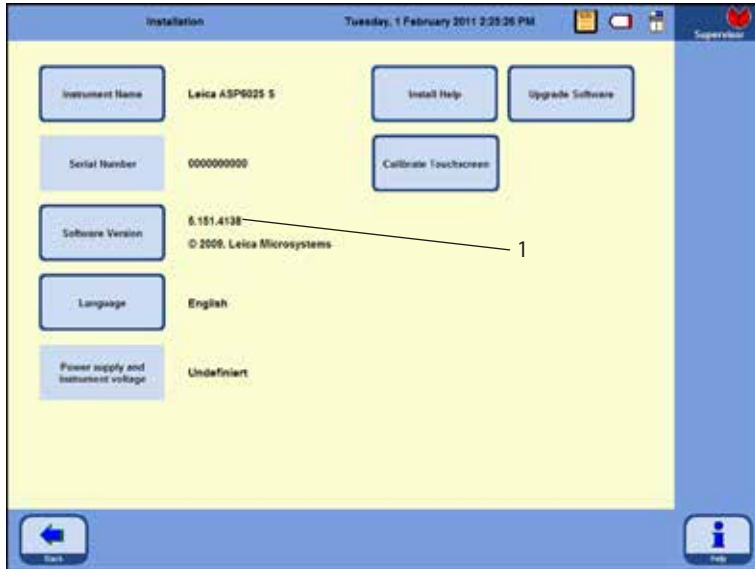 Installation
Tuesday, 1 February 2011 2:25:26 PM
Supervisor
Instrument Name
Leica ASP6025 S
Install Help
Upgrade Software
Serial Number
0000000000
Calibrate Touchscreen
Software Version
5.151.4138
© 2009, Leica Microsystems
1
Language
English
Power supply and
instrument voltage
Undefiniert
Back
Help